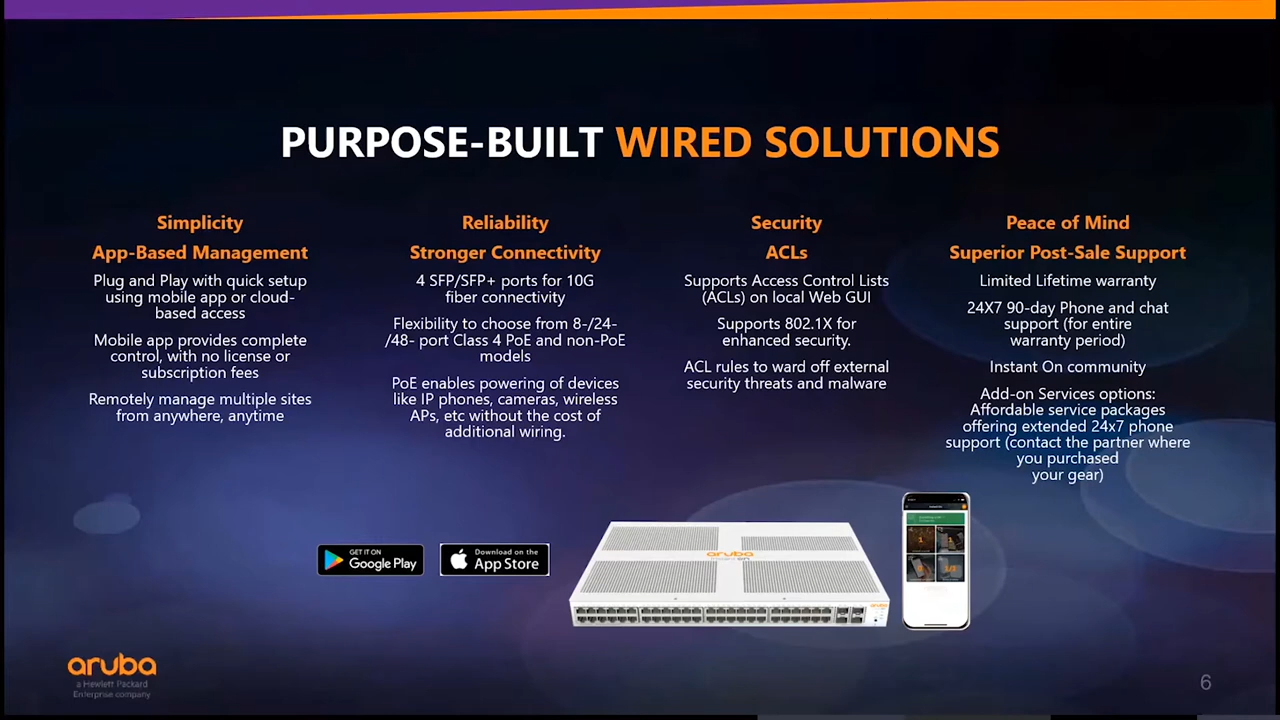 PURPOSE-BUILT WIRED SOLUTIONS
Simplicity
App-Based Management
Plug and Play with quick setup
using mobile app or cloud-
based access
Mobile app provides complete
control, with no license or
subscription fees
Remotely manage multiple sites
from anywhere, anytime
Reliability
Stronger Connectivity
4 SFP/SFP+ ports for 10G
fiber connectivity
Flexibility to choose from 8-/24-
/48- port Class 4 PoE and non-PoE
models
PoE enables powering of devices
like IP phones, cameras, wireless
APs, etc without the cost of
additional wiring.
Security
ACLs
Supports Access Control Lists
(ACLs) on local Web GUI
Supports 802.1X for
enhanced security.
ACL rules to ward off external
security threats and malware
Peace of Mind
Superior Post-Sale Support
Limited Lifetime warranty
24X7 90-day Phone and chat
support (for entire
warranty period)
Instant On community
Add-on Services options:
Affordable service packages
offering extended 24x7 phone
support (contact the partner where
you purchased
your gear)
GET IT ON
Google Play
Download on the
App Store
aruba
aruba
aruba
a Hewlett Packard
Enterprise company
6